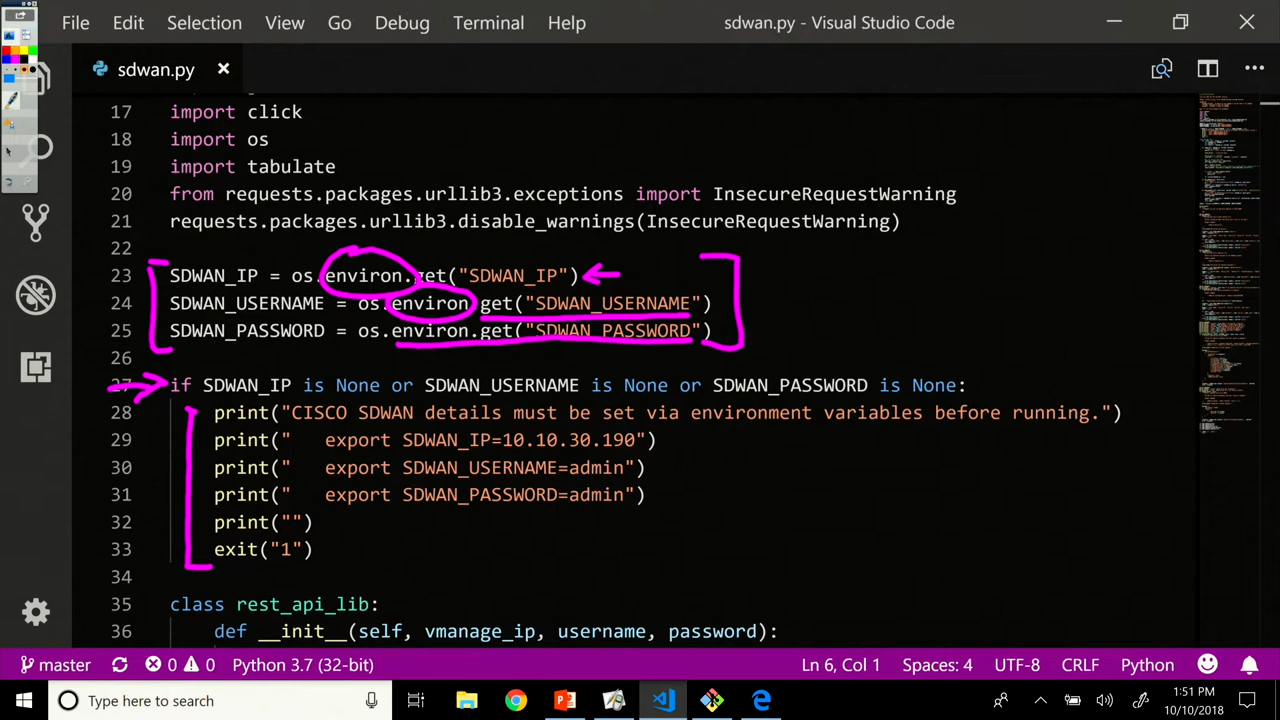 File Edit Selection View Go Debug Terminal Help sdwan.py - Visual Studio Code
sdwan.py
17 import click
18 import os
19 import tabulate
20 from requests.packages.urllib3.exceptions import InsecureRequestWarning
21 requests.packages.urllib3.disable_warnings(InsecureRequestWarning)
22
23 SDWAN_IP = os.environ.get("SDWAN_IP")
24 SDWAN_USERNAME = os.environ.get("SDWAN_USERNAME")
25 SDWAN_PASSWORD = os.environ.get("SDWAN_PASSWORD")
26
27 if SDWAN_IP is None or SDWAN_USERNAME is None or SDWAN_PASSWORD is None:
28 print("CISCO SDWAN details must be set via environment variables before running.")
29 print("   export SDWAN_IP=10.10.30.190")
30 print("   export SDWAN_USERNAME=admin")
31 print("   export SDWAN_PASSWORD=admin")
32 print("")
33 exit("1")
34
35 class rest_api_lib:
36 def __init__(self, vmanage_ip, username, password):
master 0 0 Python 3.7 (32-bit) Ln 6, Col 1 Spaces: 4 UTF-8 CRLF Python
Type here to search
1:51 PM
10/10/2018